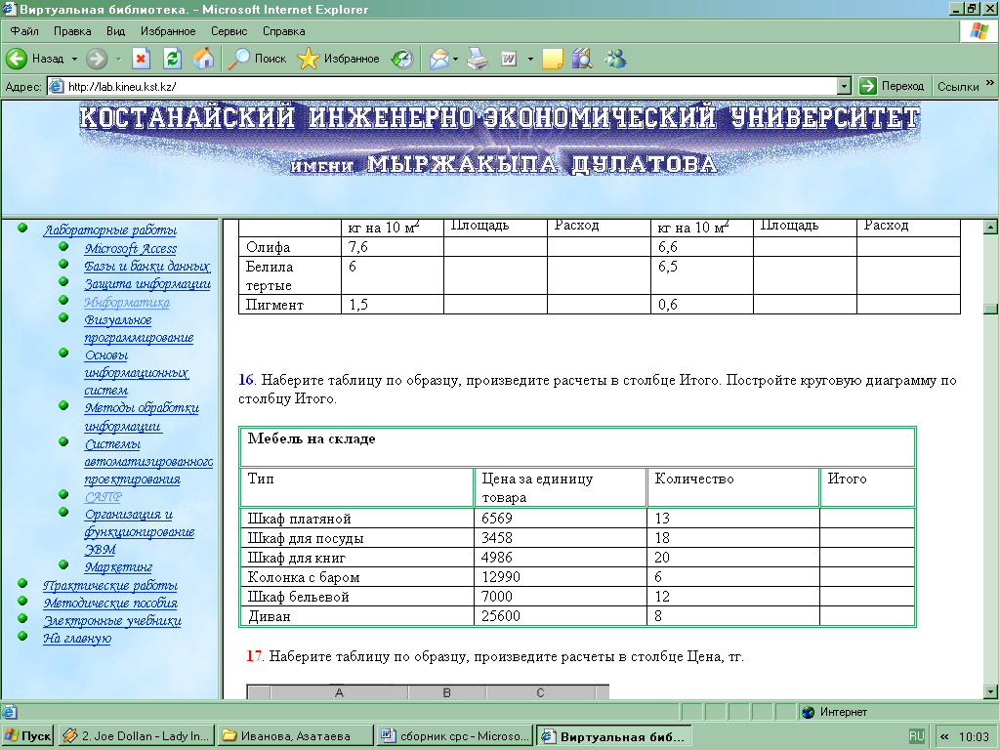 Виртуальная библиотека. - Microsoft Internet Explorer
Файл Правка Вид Избранное Сервис Справка
Назад Поиск Избранное
Адрес: http://lab.kineu.kst.kz/ Переход Ссылки »
КОСТАНАЙСКИЙ ИНЖЕНЕРНО ЭКОНОМИЧЕСКИЙ УНИВЕРСИТЕТ
ИМЕНИ МЫРЖАКЫПА ДУЛАТОВА
Лабораторные работы
Microsoft Access
Базы и банки данных
Защита информации
Информатика
Визуальное
программирование
Основы
информационных
систем
Методы обработки
информации
Системы
автоматизированного
проектирования
САПР
Организация и
функционирование
ЭВМ
Маркетинг
Практические работы
Методические пособия
Электронные учебники
На главную
кг на 10 м2 Площадь Расход кг на 10 м2 Площадь Расход
Олифа 7,6 6,6
Белила
тертые 6 6,5
Пигмент 1,5 0,6
16. Наберите таблицу по образцу, произведите расчеты в столбце Итого. Постройте круговую диаграмму по
столбцу Итого.
Мебель на складе
Тип Цена за единицу
товара Количество Итого
Шкаф платяной 6569 13
Шкаф для посуды 3458 18
Шкаф для книг 4986 20
Колонка с баром 12990 6
Шкаф бельевой 7000 12
Диван 25600 8
17. Наберите таблицу по образцу, произведите расчеты в столбце Цена, тг.
A B C
Интернет
Пуск 2. Joe Dollan - Lady In... Иванова, Азатаева сборник срс - Microso... Виртуальная биб... RU « 10:03